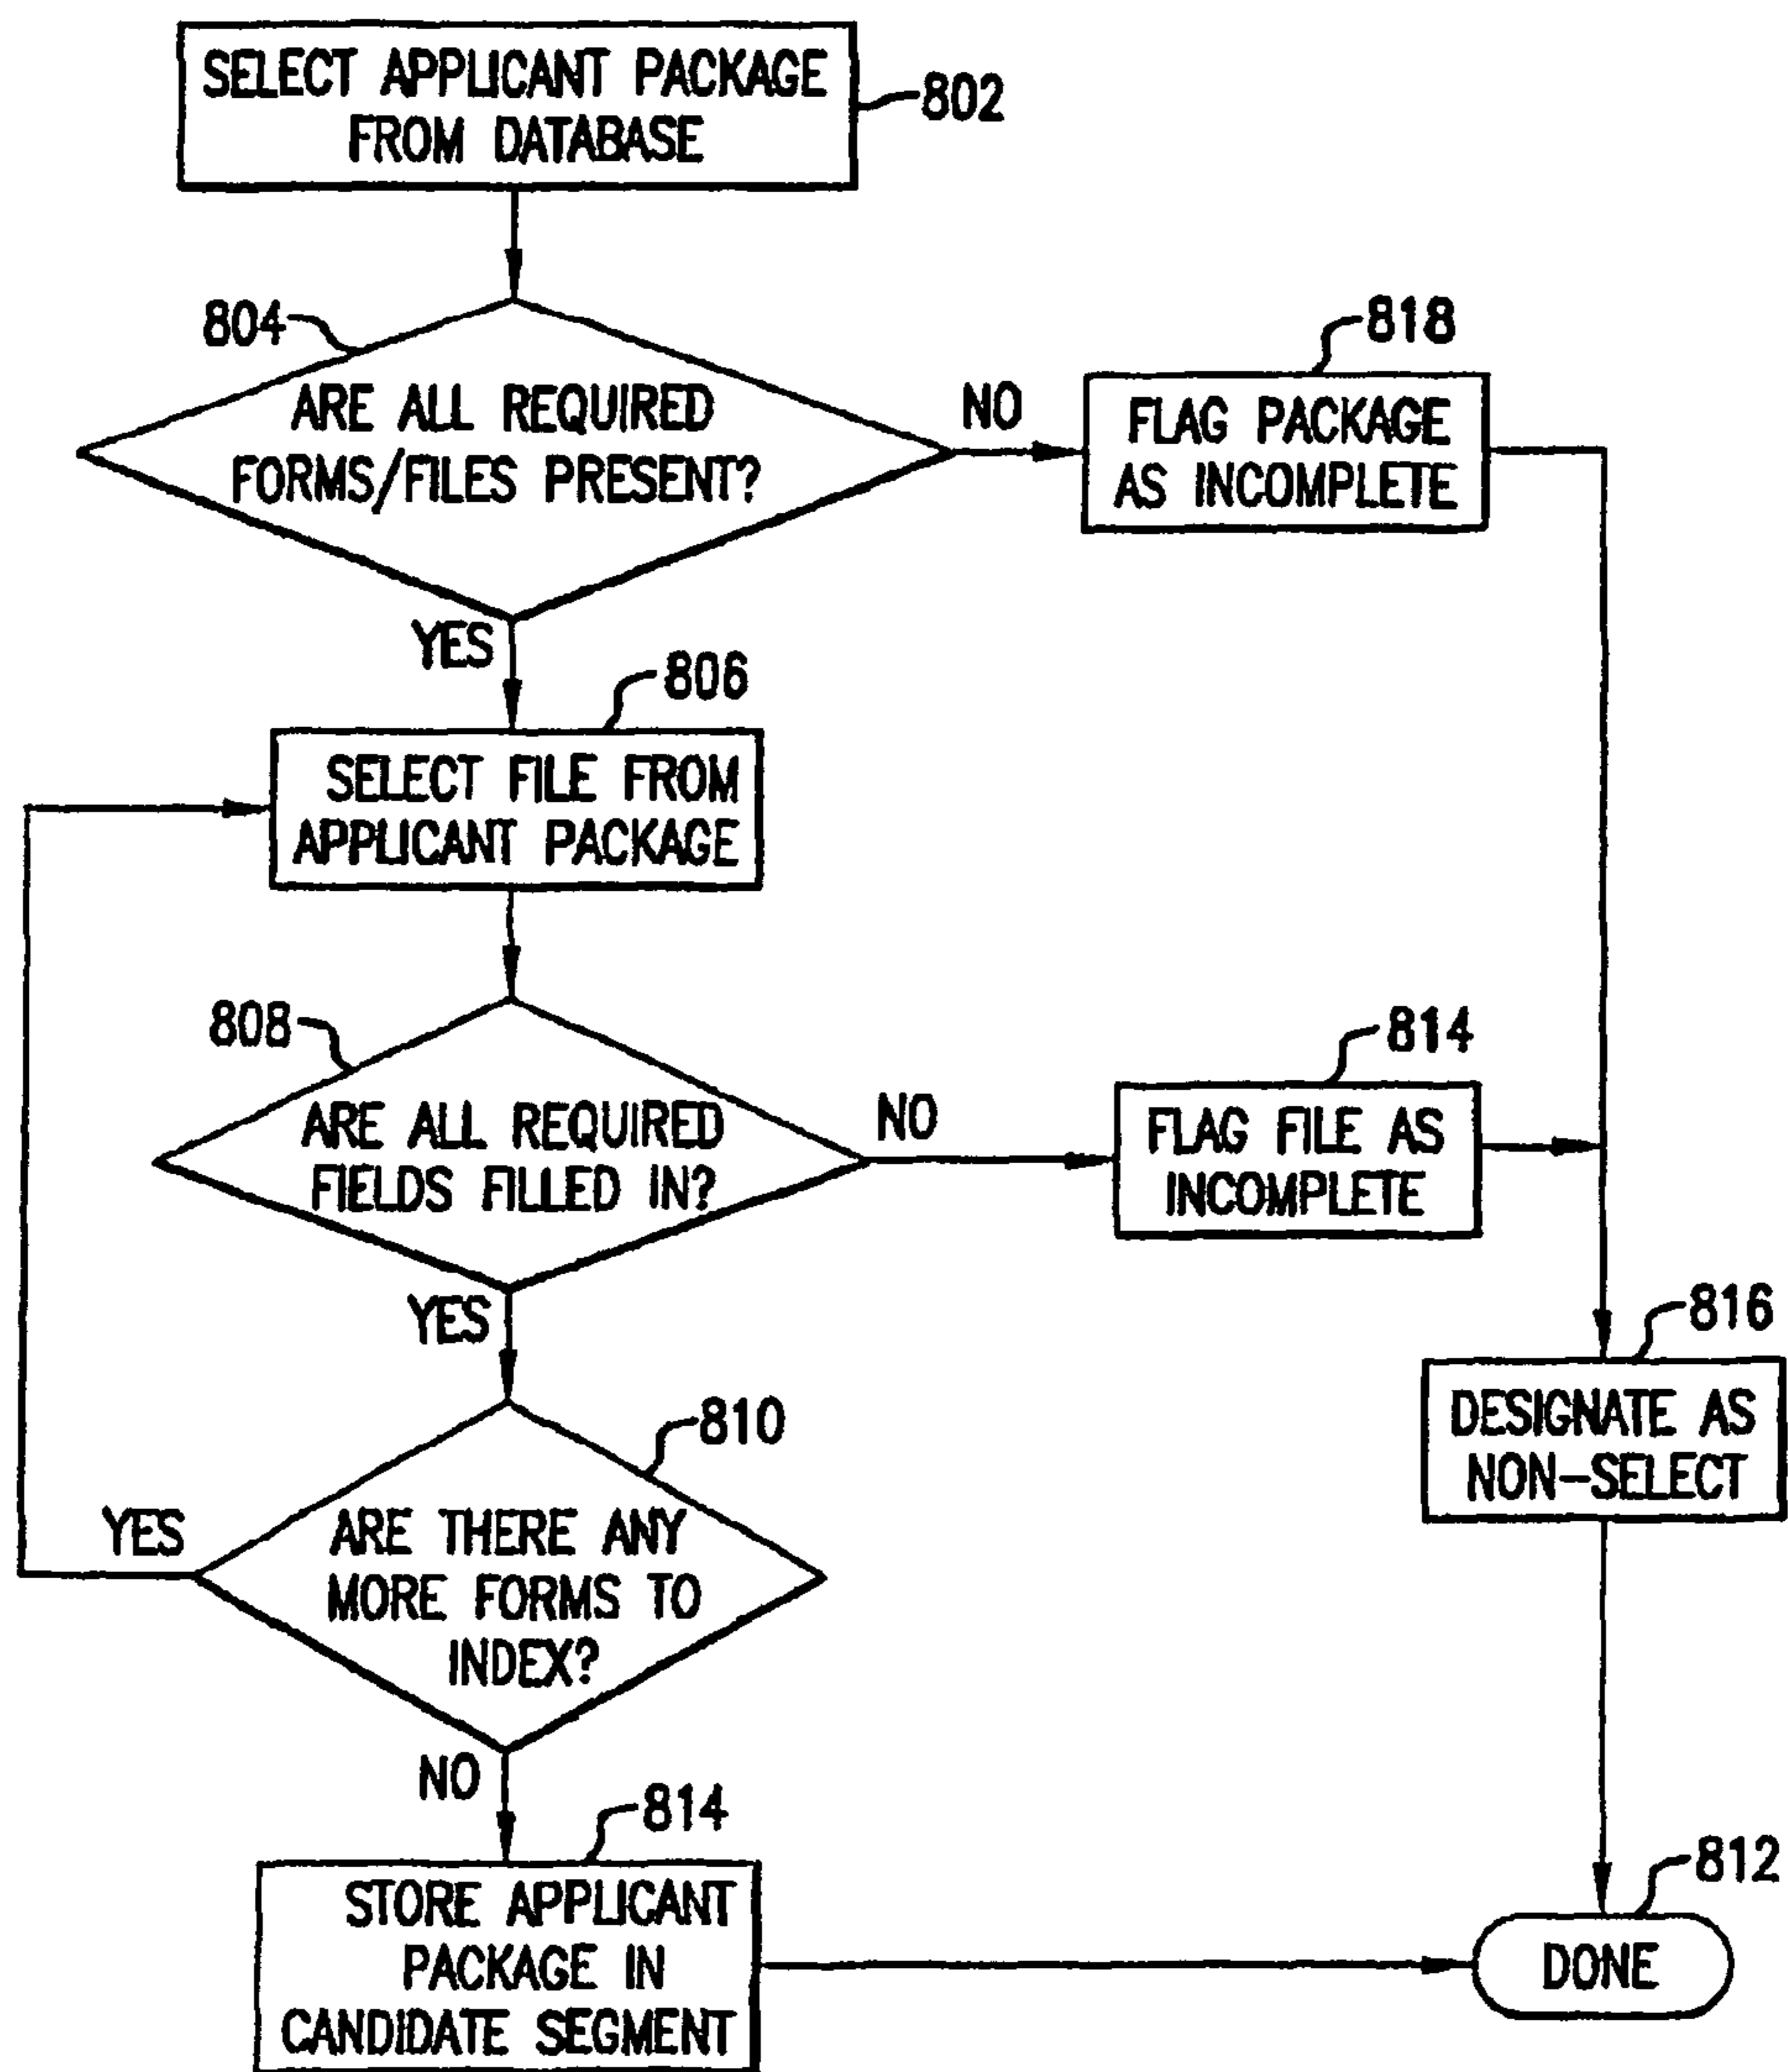 SELECT APPLICANT PACKAGE
FROM DATABASE
802
804
ARE ALL REQUIRED
FORMS/FILES PRESENT?
NO
818
FLAG PACKAGE
AS INCOMPLETE
YES
806
SELECT FILE FROM
APPLICANT PACKAGE
808
ARE ALL REQUIRED
FIELDS FILLED IN?
NO
814
FLAG FILE AS
INCOMPLETE
YES
816
DESIGNATE AS
NON-SELECT
810
ARE THERE ANY
MORE FORMS TO
INDEX?
YES
NO
814
STORE APPLICANT
PACKAGE IN
CANDIDATE SEGMENT
812
DONE